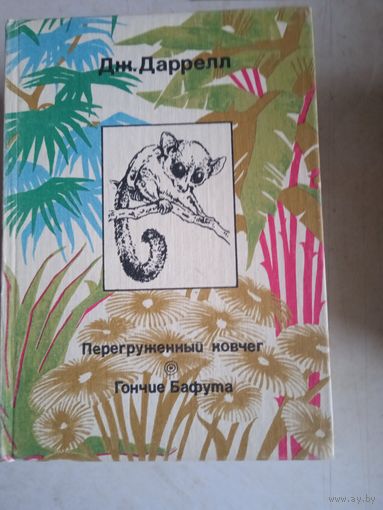 Дж. Даррелл
Перегруженный ковчег
Гончие Бафута
www.ay.by